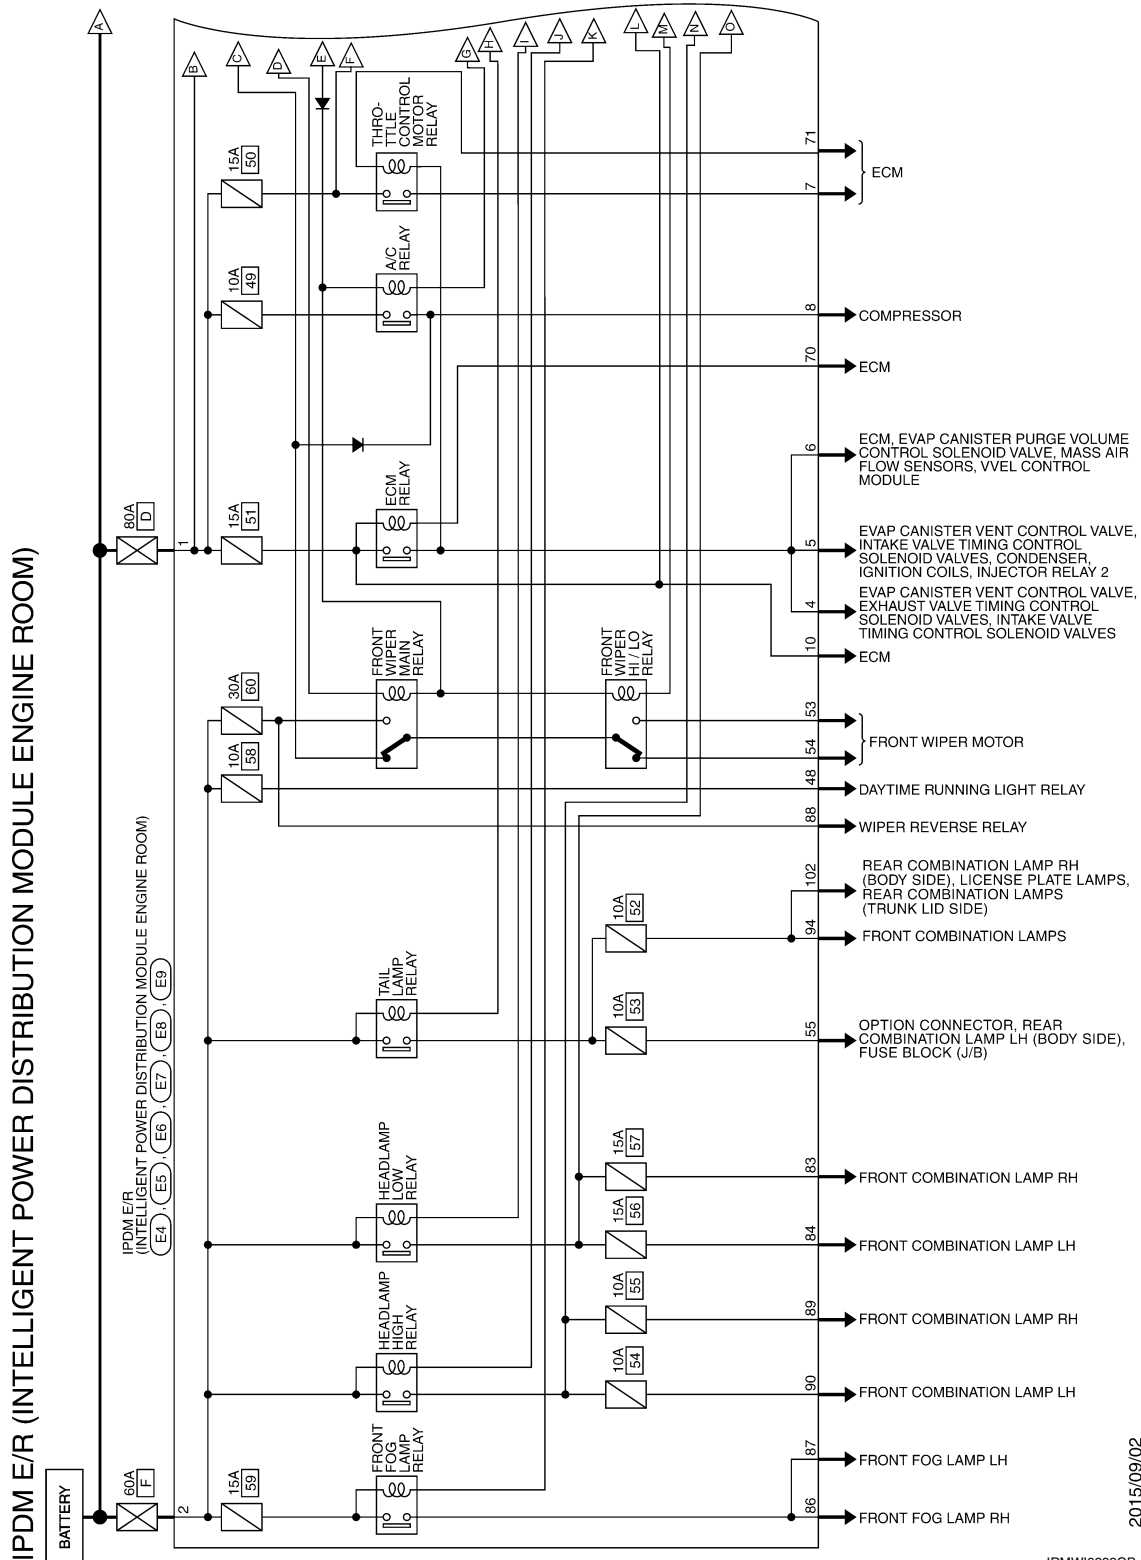 IPDM E/R (INTELLIGENT POWER DISTRIBUTION MODULE ENGINE ROOM)
BATTERY
60A
F
80A
D
IPDM E/R
(INTELLIGENT POWER DISTRIBUTION MODULE ENGINE ROOM)
E4 , E5 , E6 , E7 , E8 , E9
A
B
C
D
E
F
G
H
I
J
K
L
M
N
O
1
2
15A
50
10A
49
15A
51
30A
60
10A
58
15A
59
THRO-
TTLE
CONTROL
MOTOR
RELAY
A/C
RELAY
ECM
RELAY
FRONT
WIPER
MAIN
RELAY
FRONT
WIPER
HI / LO
RELAY
TAIL
LAMP
RELAY
HEADLAMP
LOW
RELAY
HEADLAMP
HIGH
RELAY
FRONT
FOG
LAMP
RELAY
10A
52
10A
53
15A
57
15A
56
10A
55
10A
54
71
7
ECM
8
COMPRESSOR
70
ECM
6
ECM, EVAP CANISTER PURGE VOLUME
CONTROL SOLENOID VALVE, MASS AIR
FLOW SENSORS, VVEL CONTROL
MODULE
5
EVAP CANISTER VENT CONTROL VALVE,
INTAKE VALVE TIMING CONTROL
SOLENOID VALVES, CONDENSER,
IGNITION COILS, INJECTOR RELAY 2
4
EVAP CANISTER VENT CONTROL VALVE,
EXHAUST VALVE TIMING CONTROL
SOLENOID VALVES, INTAKE VALVE
TIMING CONTROL SOLENOID VALVES
10
ECM
53
54
FRONT WIPER MOTOR
48
DAYTIME RUNNING LIGHT RELAY
88
WIPER REVERSE RELAY
102
REAR COMBINATION LAMP RH
(BODY SIDE), LICENSE PLATE LAMPS,
REAR COMBINATION LAMPS
(TRUNK LID SIDE)
94
FRONT COMBINATION LAMPS
55
OPTION CONNECTOR, REAR
COMBINATION LAMP LH (BODY SIDE),
FUSE BLOCK (J/B)
83
FRONT COMBINATION LAMP RH
84
FRONT COMBINATION LAMP LH
89
FRONT COMBINATION LAMP RH
90
FRONT COMBINATION LAMP LH
87
FRONT FOG LAMP LH
86
FRONT FOG LAMP RH
2015/09/02